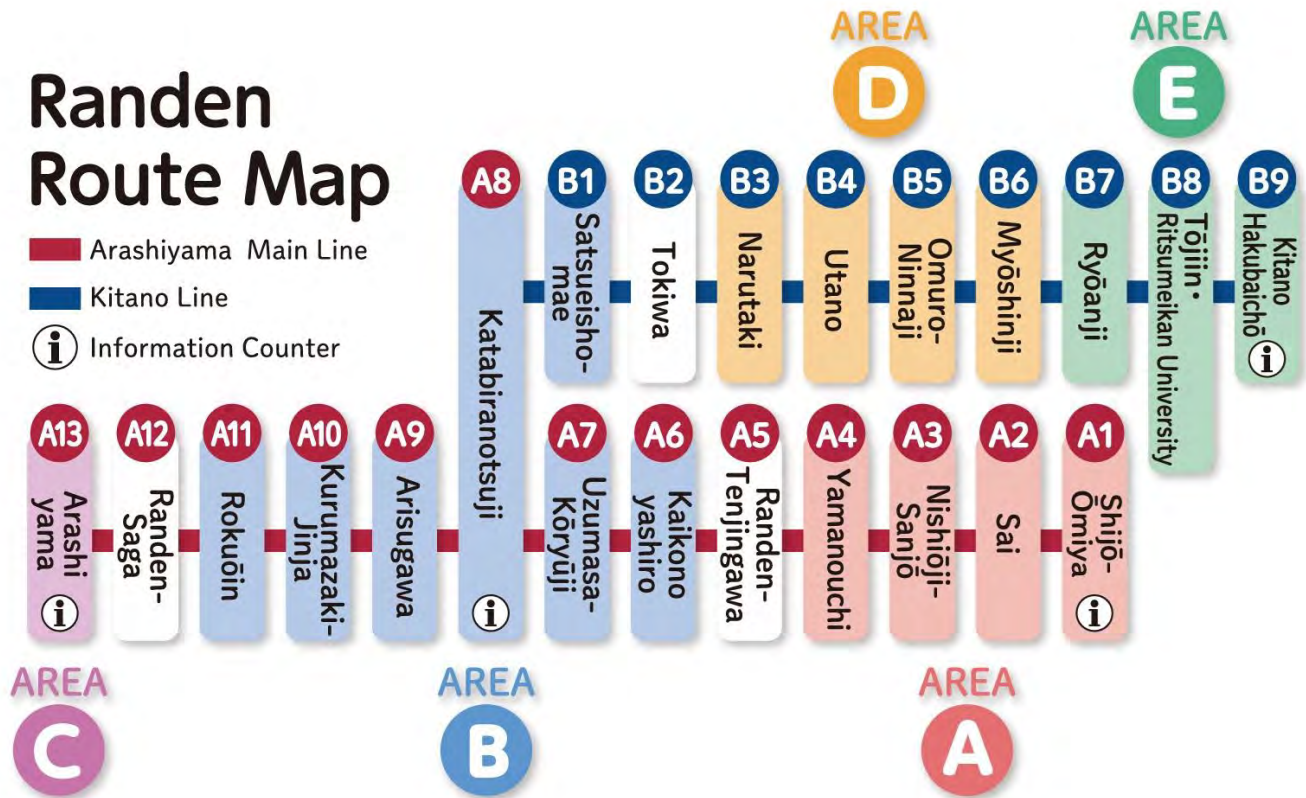 Randen
Route Map
Arashiyama Main Line
Kitano Line
i Information Counter
AREA
D
AREA
E
A8
Katabiranotsuji
i
B1
Satsueisho-
mae
B2
Tokiwa
B3
Narutaki
B4
Utano
B5
Omuro-
Ninnaji
B6
Myōshinji
B7
Ryōanji
B8
Tōjiin・
Ritsumeikan University
B9
Kitano
Hakubaichō
i
A13
Arashi
yama
i
A12
Randen-
Saga
A11
Rokuōin
A10
Kurumazaki-
Jinja
A9
Arisugawa
A7
Uzumasa-
Kōryūji
A6
Kaikono
yashiro
A5
Randen-
Tenjingawa
A4
Yamanouchi
A3
Nishiōji-
Sanjō
A2
Sai
A1
Shijō-
Ōmiya
i
AREA
C
AREA
B
AREA
A